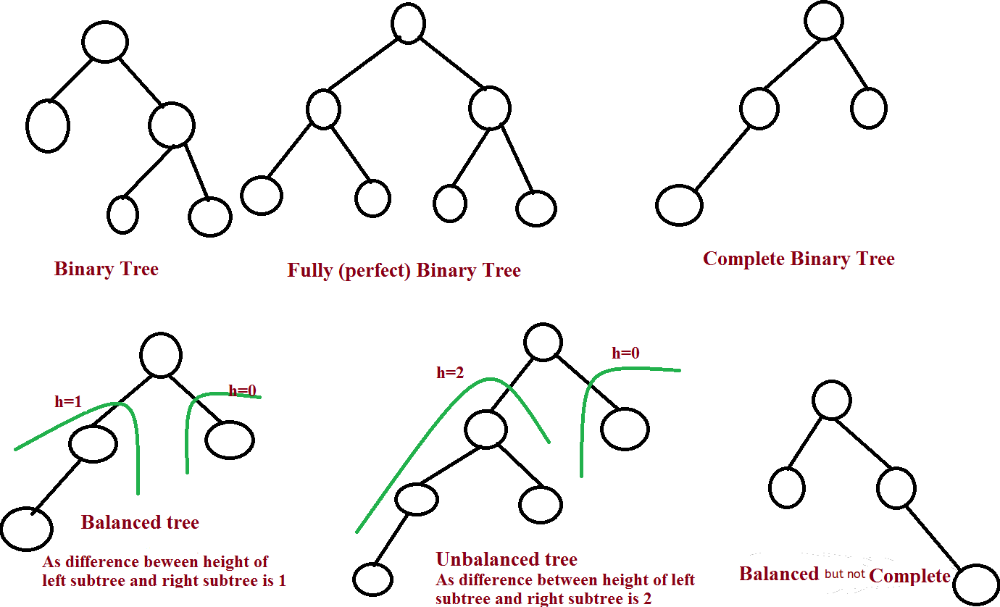 Binary Tree
Fully (perfect) Binary Tree
Complete Binary Tree
h=1
h=0
Balanced tree
As difference beween height of
left subtree and right subtree is 1
h=2
h=0
Unbalanced tree
As difference between height of left
subtree and right subtree is 2
Balanced but not Complete